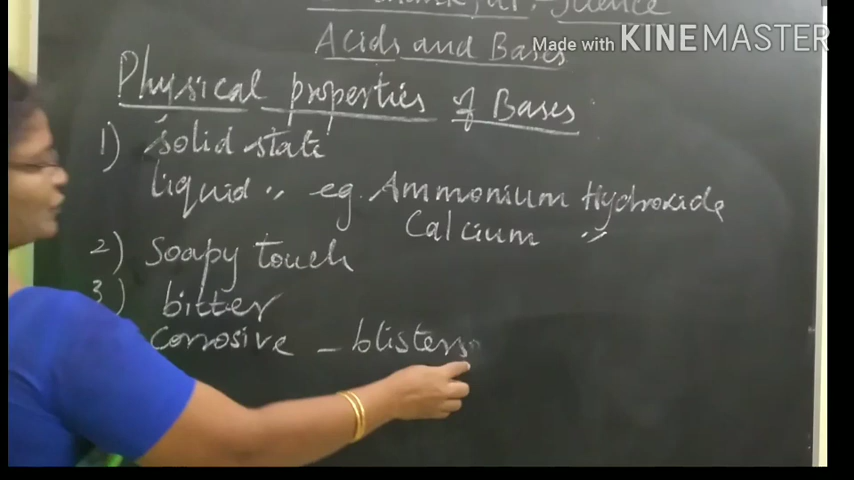 Science
Acids and Bases
Made with KINEMASTER
Physical properties of Bases
1) solid state
liquid " eg. Ammonium Hydroxide
Calcium "
2) Soapy touch
3) bitter
corrosive - blisters